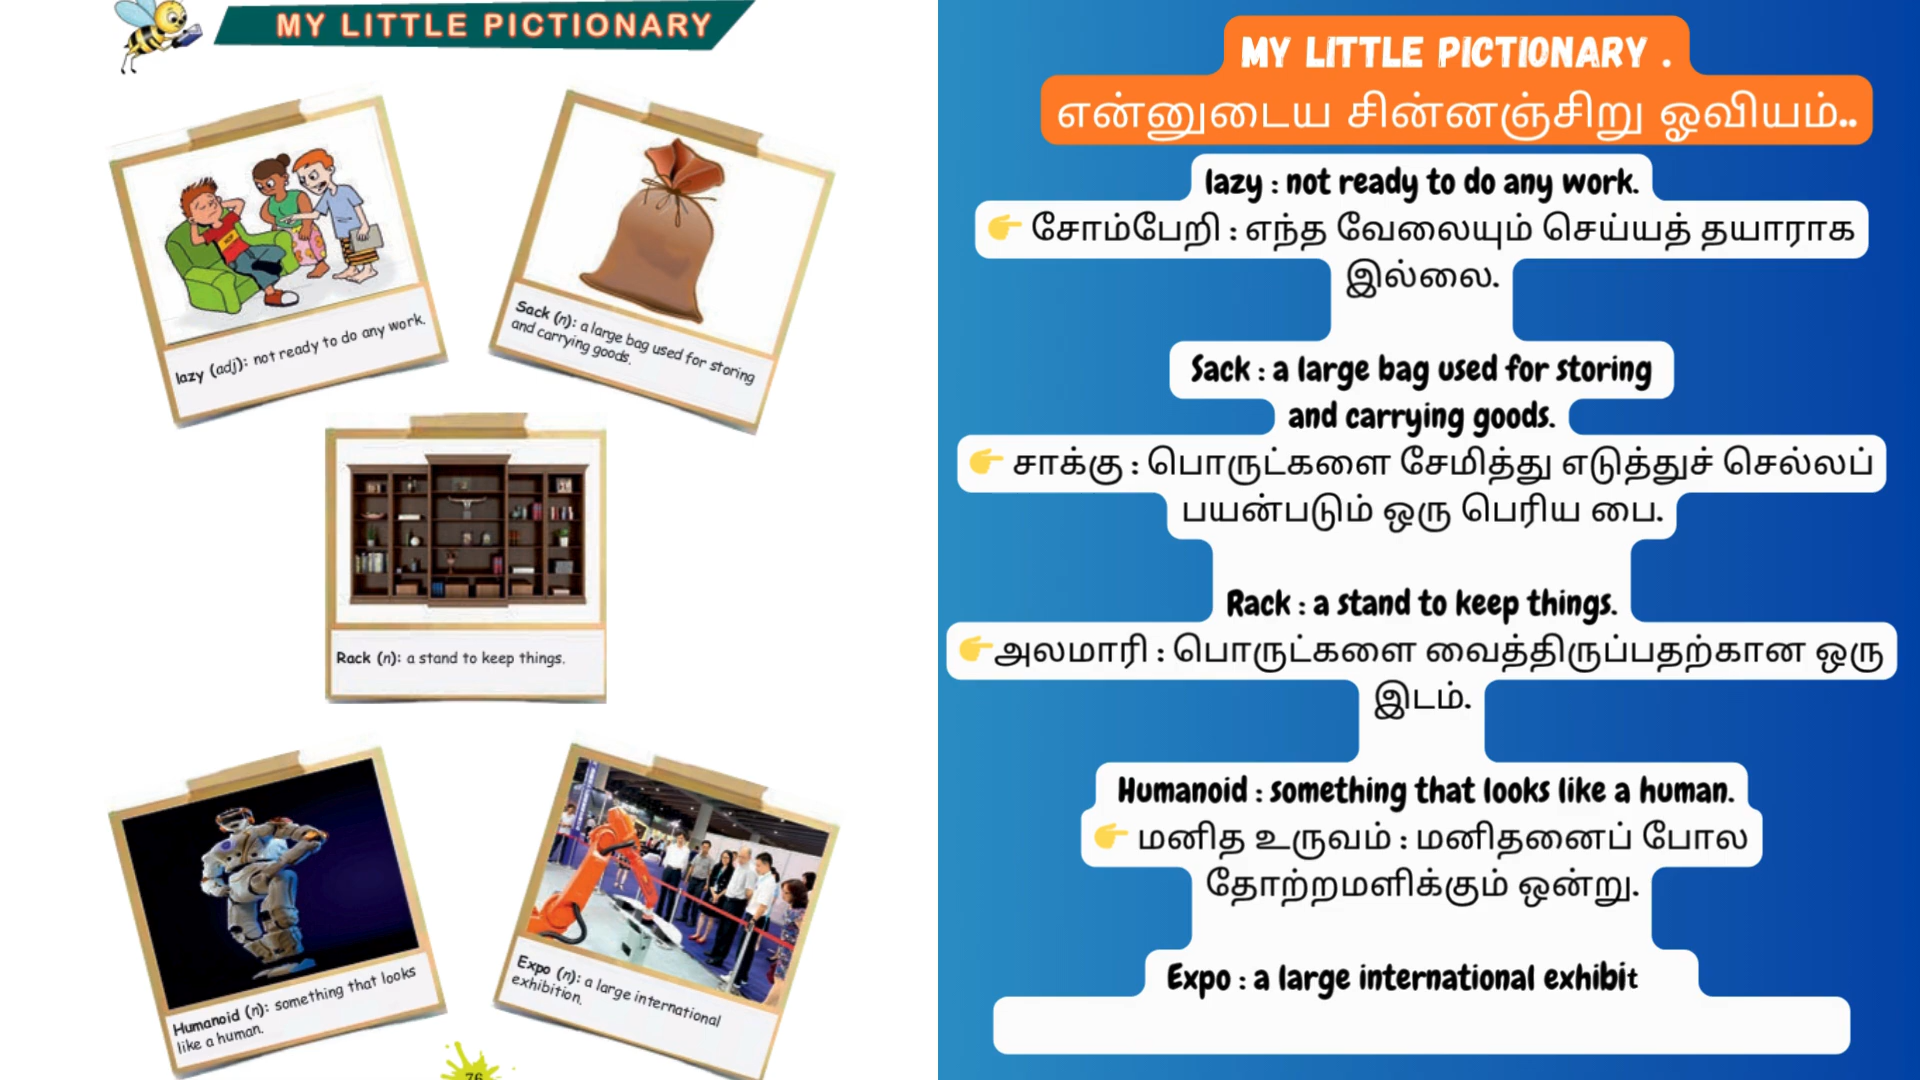 MY LITTLE PICTIONARY
lazy (adj): not ready to do any work.
Sack (n): a large bag used for storing
and carrying goods.
Rack (n): a stand to keep things.
Humanoid (n): something that looks
like a human.
Expo (n): a large international
exhibition.
76
MY LITTLE PICTIONARY .
என்னுடைய சின்னஞ்சிறு ஓவியம்..
lazy : not ready to do any work.
👉 சோம்பேறி : எந்த வேலையும் செய்யத் தயாராக
இல்லை.
Sack : a large bag used for storing
and carrying goods.
👉 சாக்கு : பொருட்களை சேமித்து எடுத்துச் செல்லப்
பயன்படும் ஒரு பெரிய பை.
Rack : a stand to keep things.
👉அலமாரி : பொருட்களை வைத்திருப்பதற்கான ஒரு
இடம்.
Humanoid : something that looks like a human.
👉 மனித உருவம் : மனிதனைப் போல
தோற்றமளிக்கும் ஒன்று.
Expo : a large international exhibit